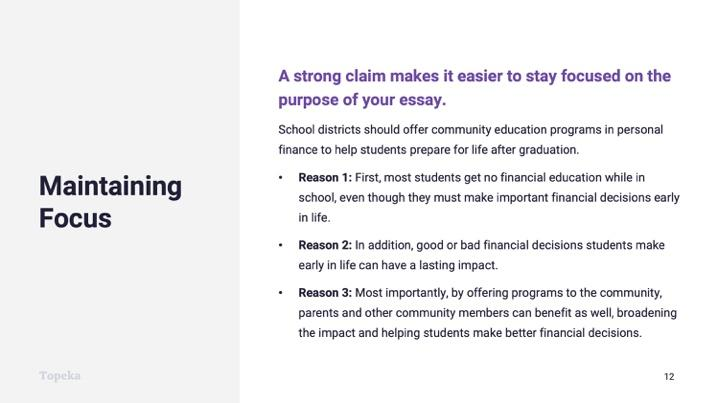 Maintaining
Focus
A strong claim makes it easier to stay focused on the
purpose of your essay.
School districts should offer community education programs in personal
finance to help students prepare for life after graduation.
• Reason 1: First, most students get no financial education while in
school, even though they must make important financial decisions early
in life.
• Reason 2: In addition, good or bad financial decisions students make
early in life can have a lasting impact.
• Reason 3: Most importantly, by offering programs to the community,
parents and other community members can benefit as well, broadening
the impact and helping students make better financial decisions.
Topeka
12